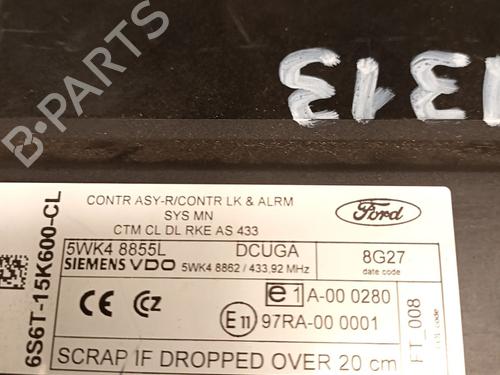 B-PARTS
1313
CONTR ASY-R/CONTR LK & ALRM
SYS MN
CTM CL DL RKE AS 433
Ford
5WK4 8855L DCUGA
8G27
SIEMENS VDO 5WK4 8862 / 433,92 MHz
date code
6S6T-15K600-CL
CE CZ
e1 A-00 0280
E11 97RA-00 0001
FT_008
SCRAP IF DROPPED OVER 20 cm